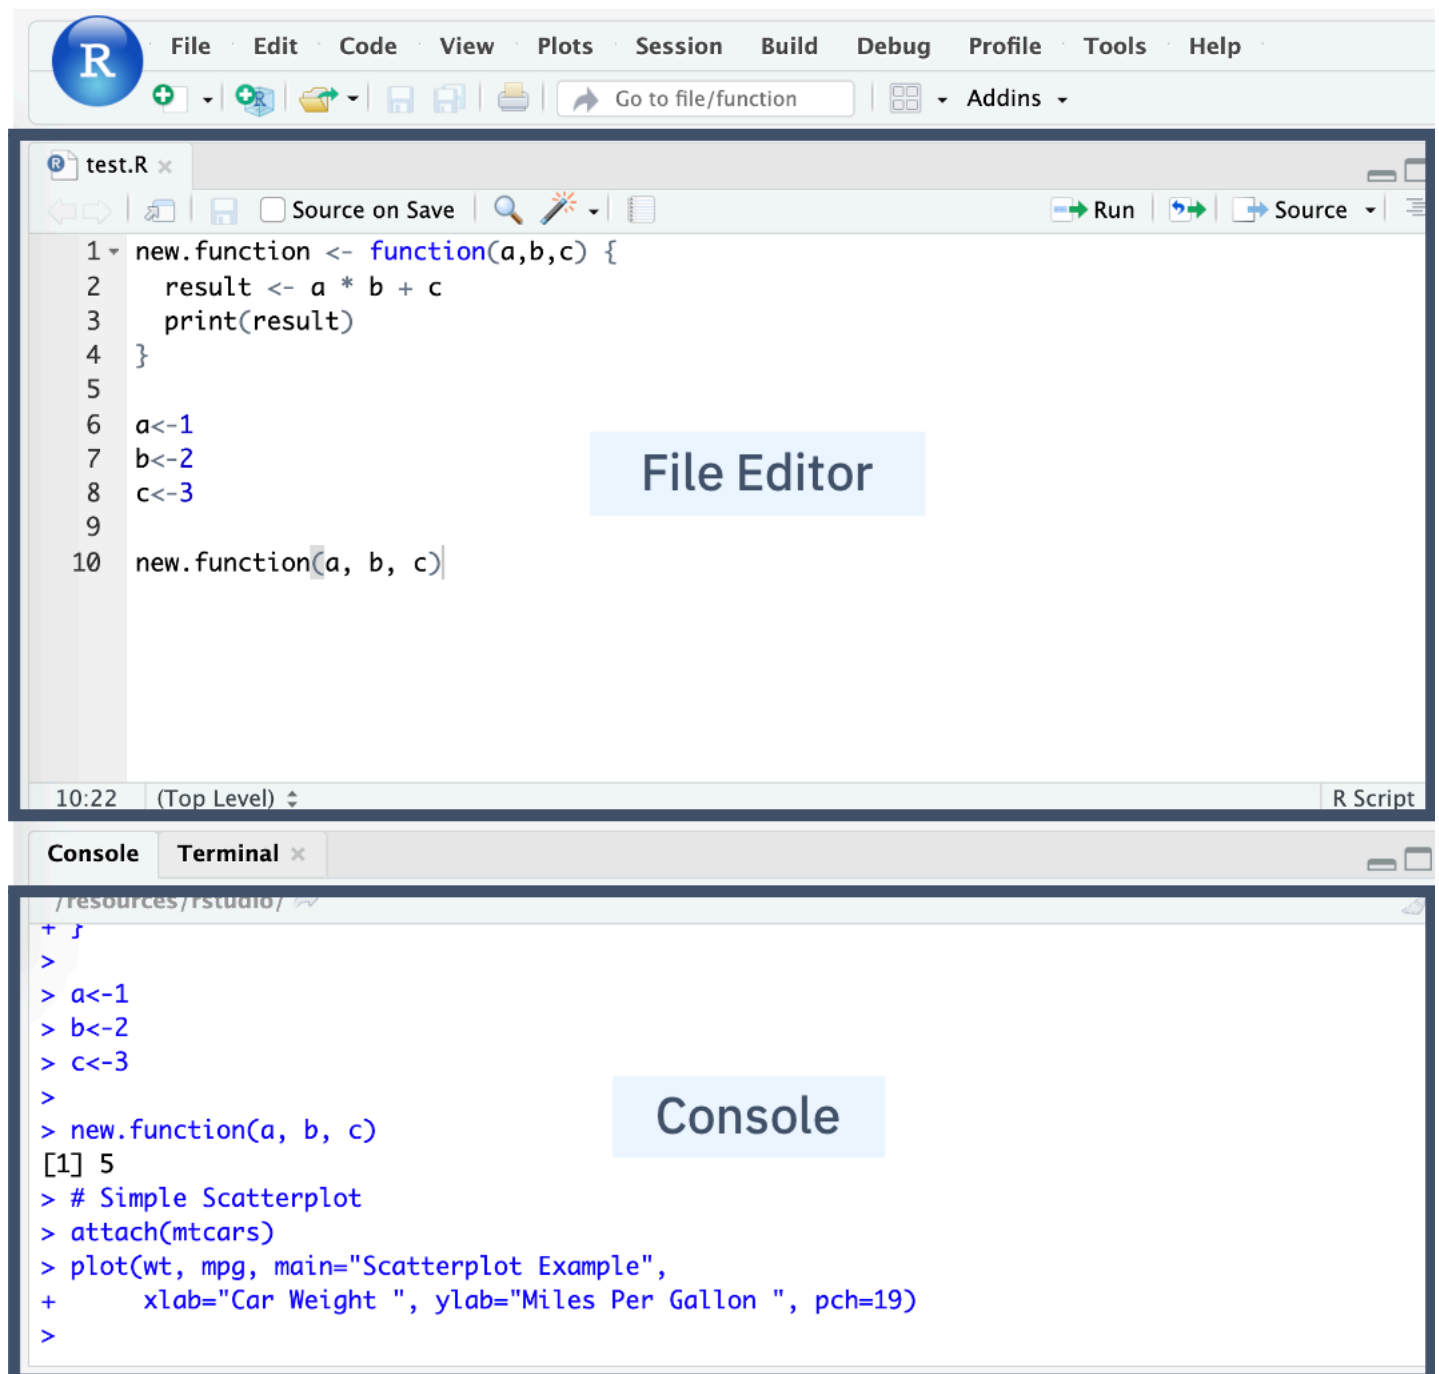 R File Edit Code View Plots Session Build Debug Profile Tools Help
R Go to file/function Addins
R test.R
Source on Save Run Source
1 new.function <- function(a,b,c) {
2   result <- a * b + c
3   print(result)
4 }
5
6 a<-1
7 b<-2
8 c<-3
9
10 new.function(a, b, c)
File Editor
10:22 (Top Level) R Script
Console Terminal
/resources/rstudio/
+ }
>
> a<-1
> b<-2
> c<-3
>
> new.function(a, b, c)
[1] 5
> # Simple Scatterplot
> attach(mtcars)
> plot(wt, mpg, main="Scatterplot Example",
+      xlab="Car Weight ", ylab="Miles Per Gallon ", pch=19)
>
Console